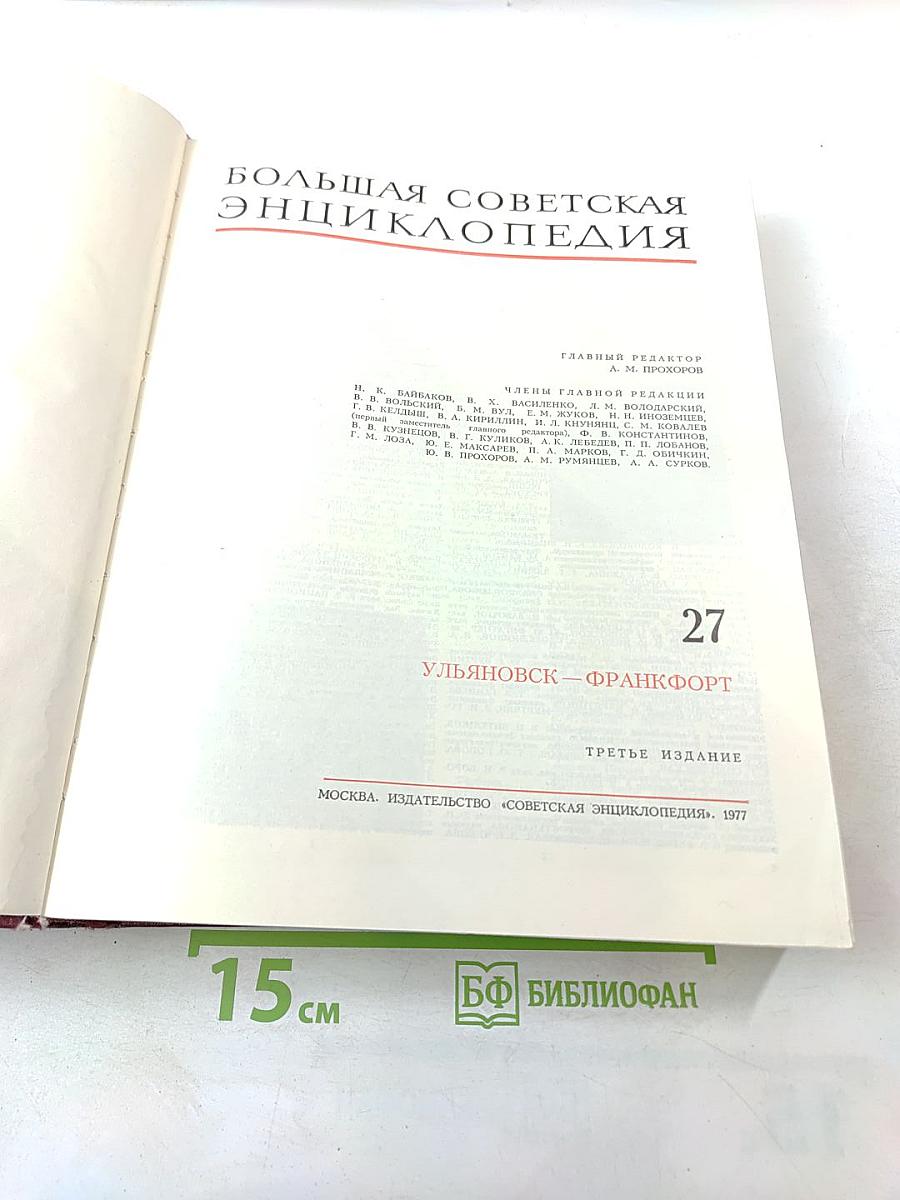 БОЛЬШАЯ СОВЕТСКАЯ
ЭНЦИКЛОПЕДИЯ
ГЛАВНЫЙ РЕДАКТОР
А. М. ПРОХОРОВ
ЧЛЕНЫ ГЛАВНОЙ РЕДАКЦИИ
Н. К. БАЙБАКОВ, В. Х. ВАСИЛЕНКО, Л. М. ВОЛОДАРСКИЙ,
В. В. ВОЛЬСКИЙ, Б. М. ВУЛ, Е. М. ЖУКОВ, Н. Н. ИНОЗЕМЦЕВ,
Г. В. КЕЛДЫШ, В. А. КИРИЛЛИН, И. Л. КНУНЯНЦ, С. М. КОВАЛЕВ
(первый заместитель главного редактора), Ф. В. КОНСТАНТИНОВ,
В. В. КУЗНЕЦОВ, В. Г. КУЛИКОВ, А. К. ЛЕБЕДЕВ, П. П. ЛОБАНОВ,
Г. М. ЛОЗА, Ю. Е. МАКСАРЕВ, П. А. МАРКОВ, Г. Д. ОБИЧКИН,
Ю. В. ПРОХОРОВ, А. М. РУМЯНЦЕВ, А. А. СУРКОВ.
27
УЛЬЯНОВСК — ФРАНКФОРТ
ТРЕТЬЕ ИЗДАНИЕ
МОСКВА. ИЗДАТЕЛЬСТВО «СОВЕТСКАЯ ЭНЦИКЛОПЕДИЯ». 1977
15 см
БФ БИБЛИОФАН